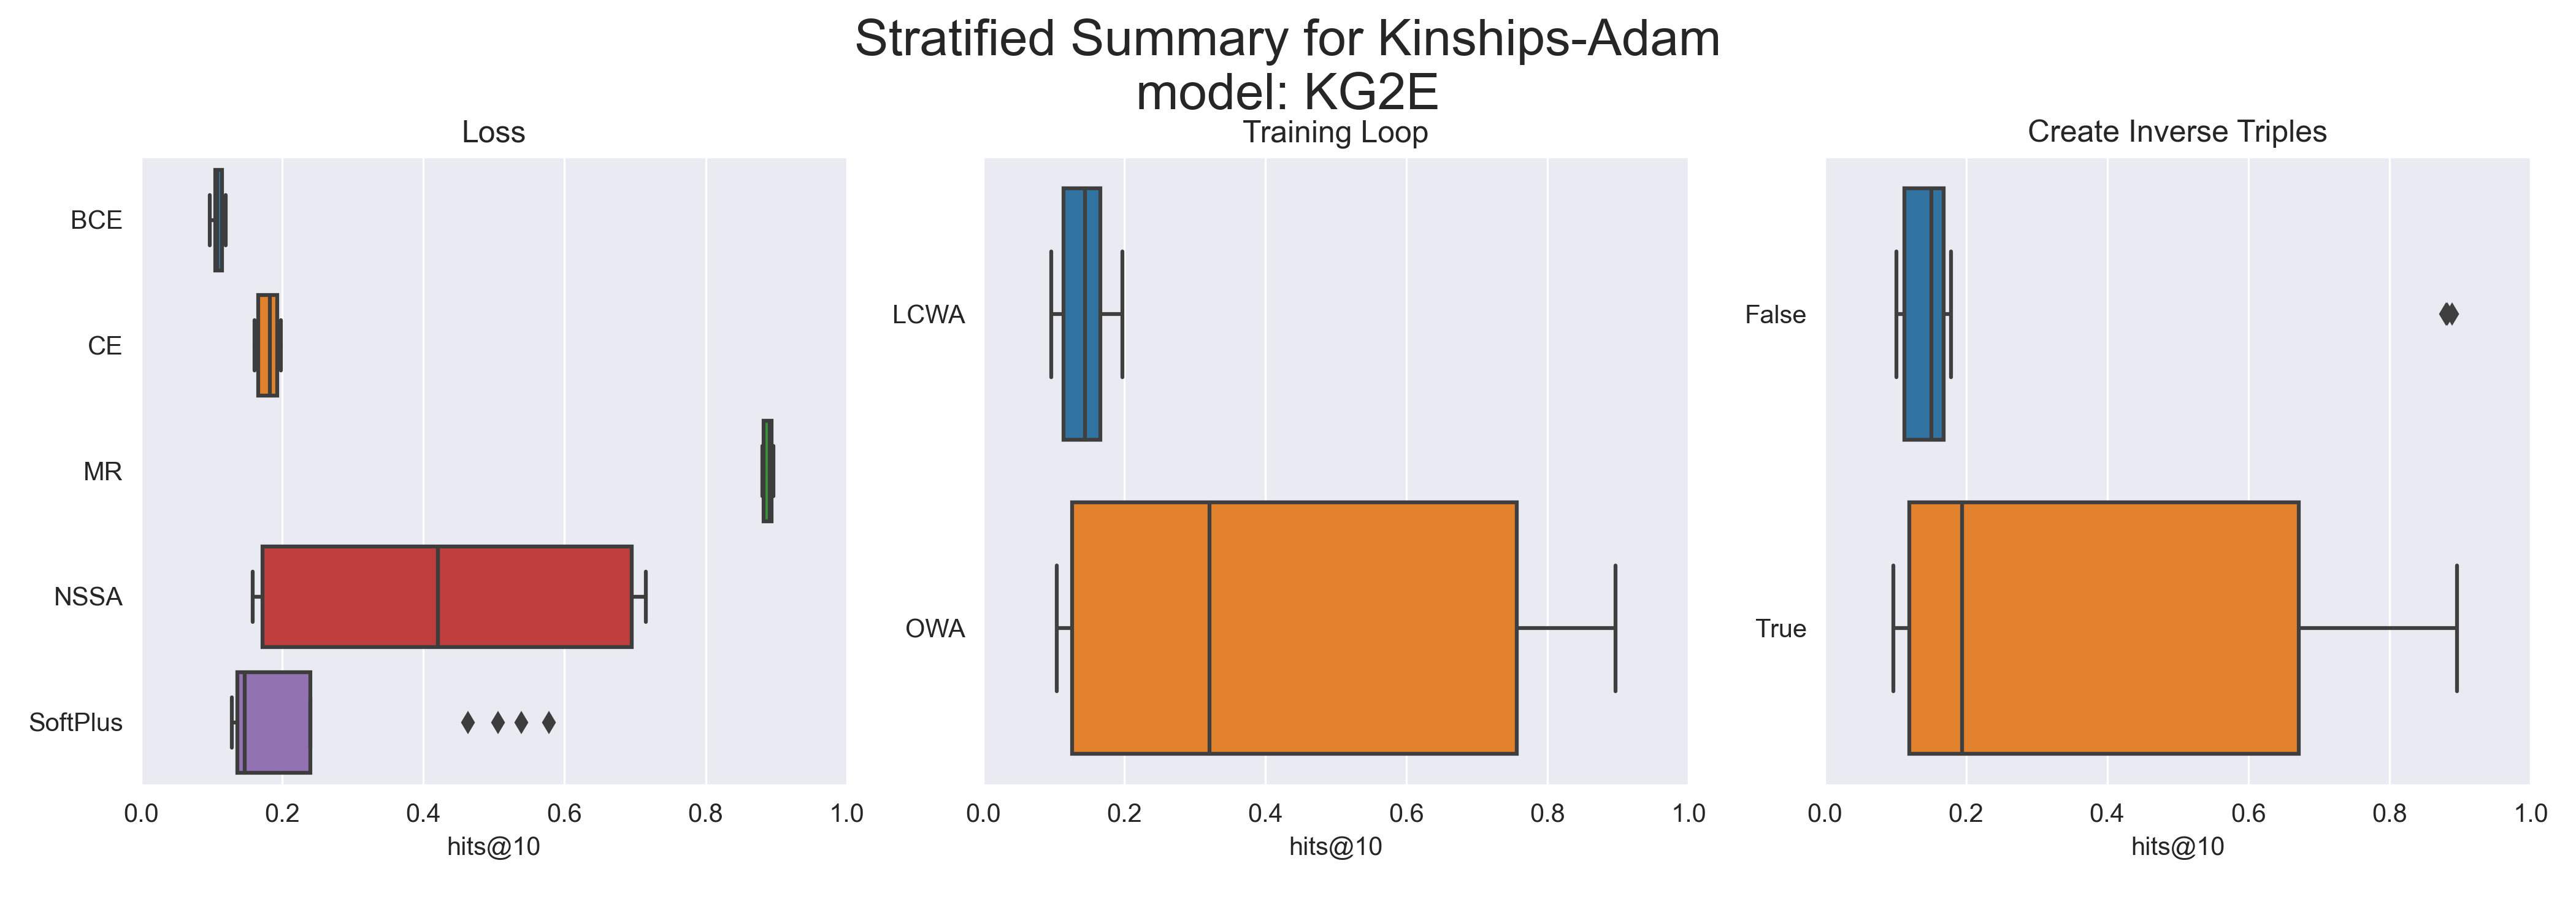 Stratified Summary for Kinships-Adam
model: KG2E
Loss
BCE
CE
MR
NSSA
SoftPlus
0.0 0.2 0.4 0.6 0.8 1.0
hits@10
Training Loop
LCWA
OWA
0.0 0.2 0.4 0.6 0.8 1.0
hits@10
Create Inverse Triples
False
True
0.0 0.2 0.4 0.6 0.8 1.0
hits@10